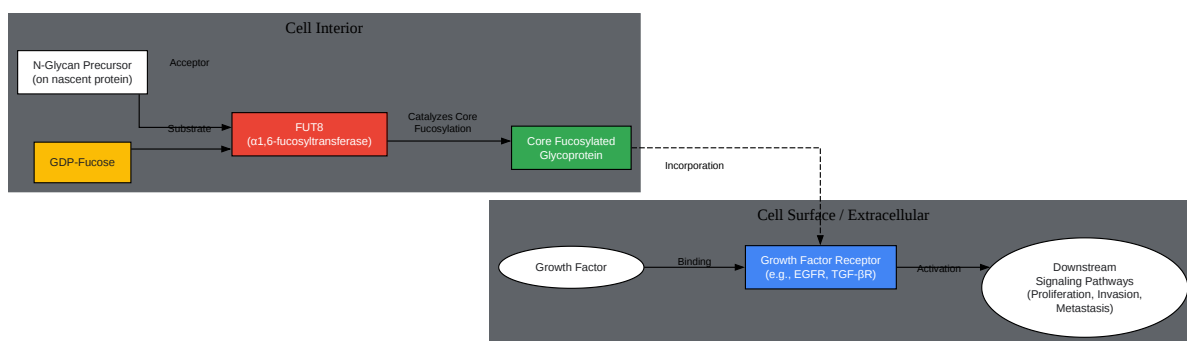 Cell Interior
N-Glycan Precursor
(on nascent protein)
Acceptor
Substrate
GDP-Fucose
FUT8
(α1,6-fucosyltransferase)
Catalyzes Core
Fucosylation
Core Fucosylated
Glycoprotein
Incorporation
Cell Surface / Extracellular
Growth Factor
Binding
Growth Factor Receptor
(e.g., EGFR, TGF-βR)
Activation
Downstream
Signaling Pathways
(Proliferation, Invasion,
Metastasis)